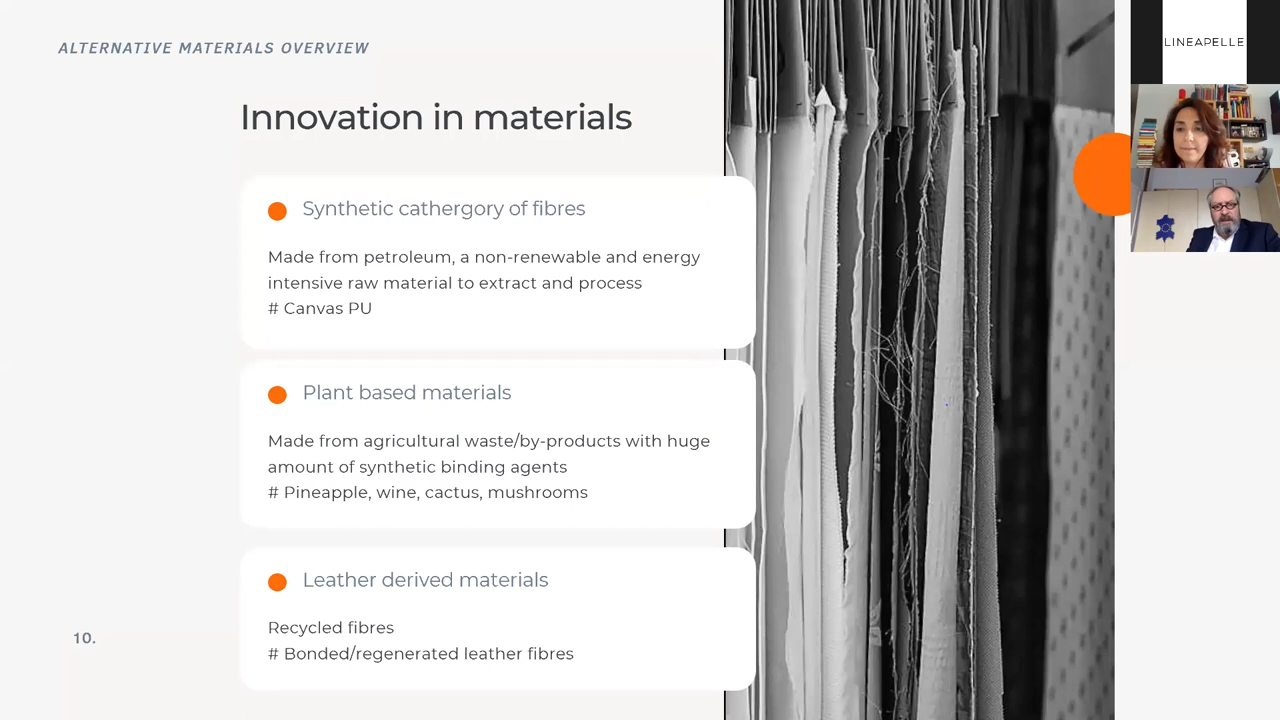 ALTERNATIVE MATERIALS OVERVIEW
LINEAPELLE
Innovation in materials
Synthetic cathergory of fibres
Made from petroleum, a non-renewable and energy
intensive raw material to extract and process
# Canvas PU
Plant based materials
Made from agricultural waste/by-products with huge
amount of synthetic binding agents
# Pineapple, wine, cactus, mushrooms
Leather derived materials
Recycled fibres
# Bonded/regenerated leather fibres
10.